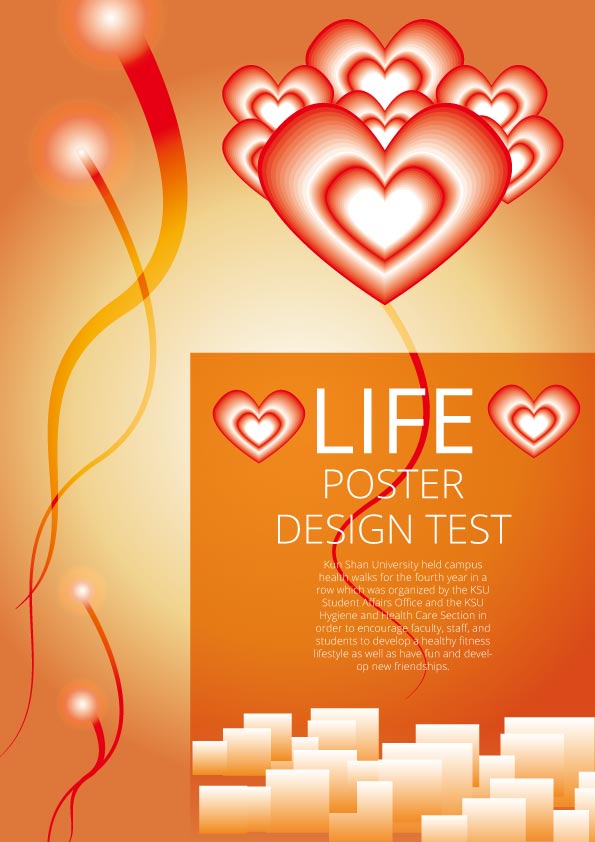 LIFE
POSTER
DESIGN TEST
Kun Shan University held campus
health walks for the fourth year in a
row which was organized by the KSU
Student Affairs Office and the KSU
Hygiene and Health Care Section in
order to encourage faculty, staff, and
students to develop a healthy fitness
lifestyle as well as have fun and devel-
op new friendships.